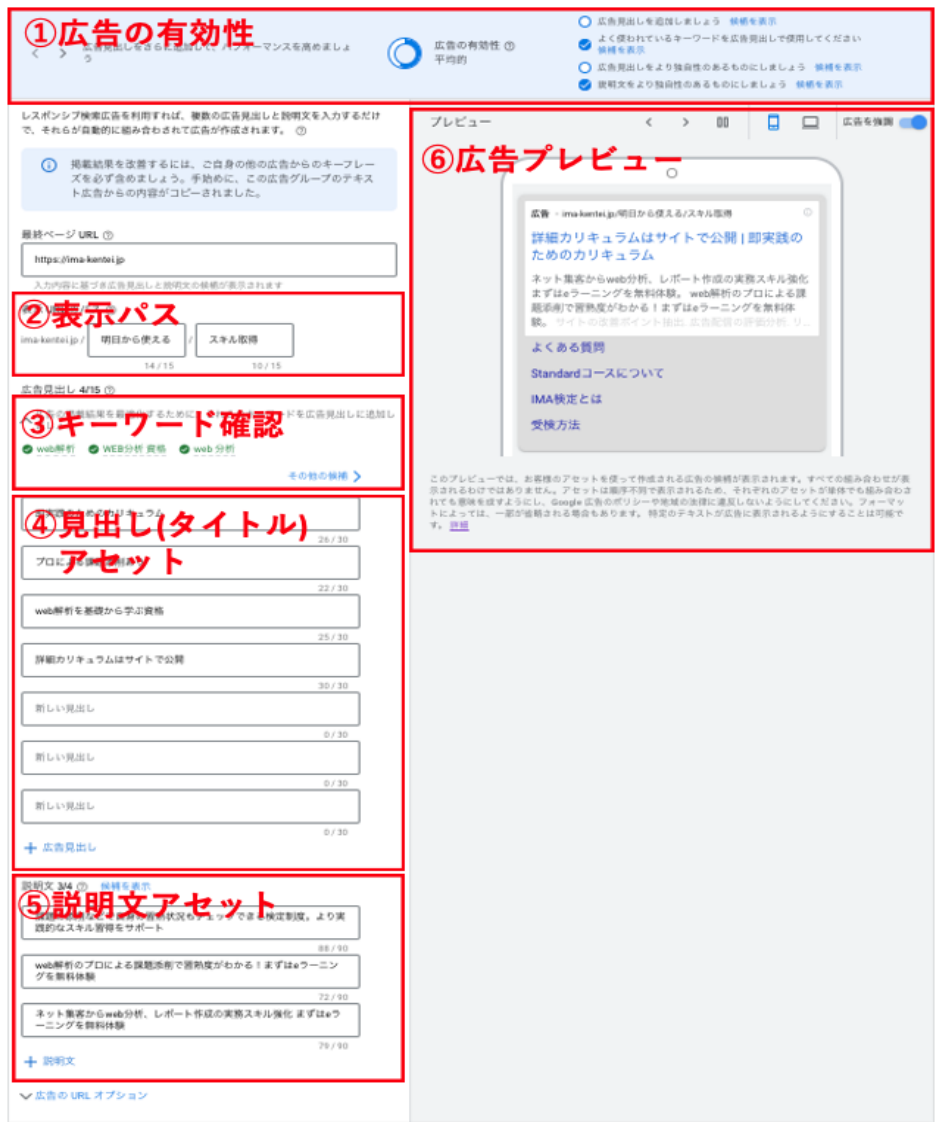 ①広告の有効性
広告見出しをさらに追加して、パフォーマンスを高めましょう
広告の有効性
平均的
広告見出しを追加しましょう 候補を表示
よく使われているキーワードを広告見出しで使用してください
候補を表示
広告見出しをより独自性のあるものにしましょう 候補を表示
説明文をより独自性のあるものにしましょう 候補を表示
レスポンシブ検索広告を利用すれば、複数の広告見出しと説明文を入力するだけ
で、それらが自動的に組み合わされて広告が作成されます。
掲載結果を改善するには、ご自身の他の広告からのキーフレー
ズを必ず含めましょう。手始めに、この広告グループのテキス
ト広告からの内容がコピーされました。
最終ページ URL
https://ima-kentei.jp
入力内容に基づき広告見出しと説明文の候補が表示されます
②表示パス
ima-kentei.jp / 明日から使える / スキル取得
14 / 15 10 / 15
広告見出し 4/15
③キーワード確認
web解析 WEB分析 資格 web 分析
その他の候補
④見出し(タイトル)
アセット
26 / 30
22 / 30
web解析を基礎から学ぶ資格
25 / 30
詳細カリキュラムはサイトで公開
30 / 30
新しい見出し
0 / 30
新しい見出し
0 / 30
新しい見出し
0 / 30
+ 広告見出し
説明文 3/4 候補を表示
⑤説明文アセット
できる検定制度。より実
践的なスキル習得をサポート
88 / 90
web解析のプロによる課題添削で習熟度がわかる！まずはeラーニン
グを無料体験
72 / 90
ネット集客からweb分析、レポート作成の実務スキル強化 まずはeラ
ーニングを無料体験
79 / 90
+ 説明文
広告の URL オプション
プレビュー
広告を強調
⑥広告プレビュー
広告 · ima-kentei.jp/明日から使える/スキル取得
詳細カリキュラムはサイトで公開 | 即実践の
ためのカリキュラム
ネット集客からweb分析、レポート作成の実務スキル強化
まずはeラーニングを無料体験。 web解析のプロによる課
題添削で習熟度がわかる！まずはeラーニングを無料体
験。 サイトの改善ポイント抽出, 広告配信の評価分析, リ...
よくある質問
Standardコースについて
IMA検定とは
受検方法
このプレビューでは、お客様のアセットを使って作成される広告の候補が表示されます。すべての組み合わせが表
示されるわけではありません。アセットは順序不同で表示されるため、それぞれのアセットが単体でも組み合わさ
れても意味を成すようにし、Google 広告のポリシーや地域の法律に違反しないようにしてください。フォーマッ
トによっては、一部が省略される場合もあります。 特定のテキストが広告に表示されるようにすることは可能で
す。 詳細